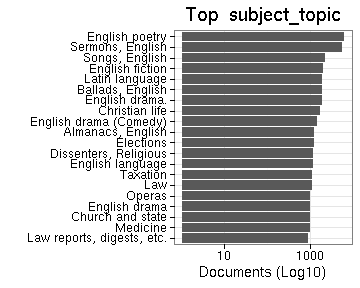 Top subject_topic
English poetry
Sermons, English
Songs, English
English fiction
Latin language
Ballads, English
English drama.
Christian life
English drama (Comedy)
Almanacs, English
Elections
Dissenters, Religious
English language
Taxation
Law
Operas
English drama
Church and state
Medicine
Law reports, digests, etc.
10 1000
Documents (Log10)